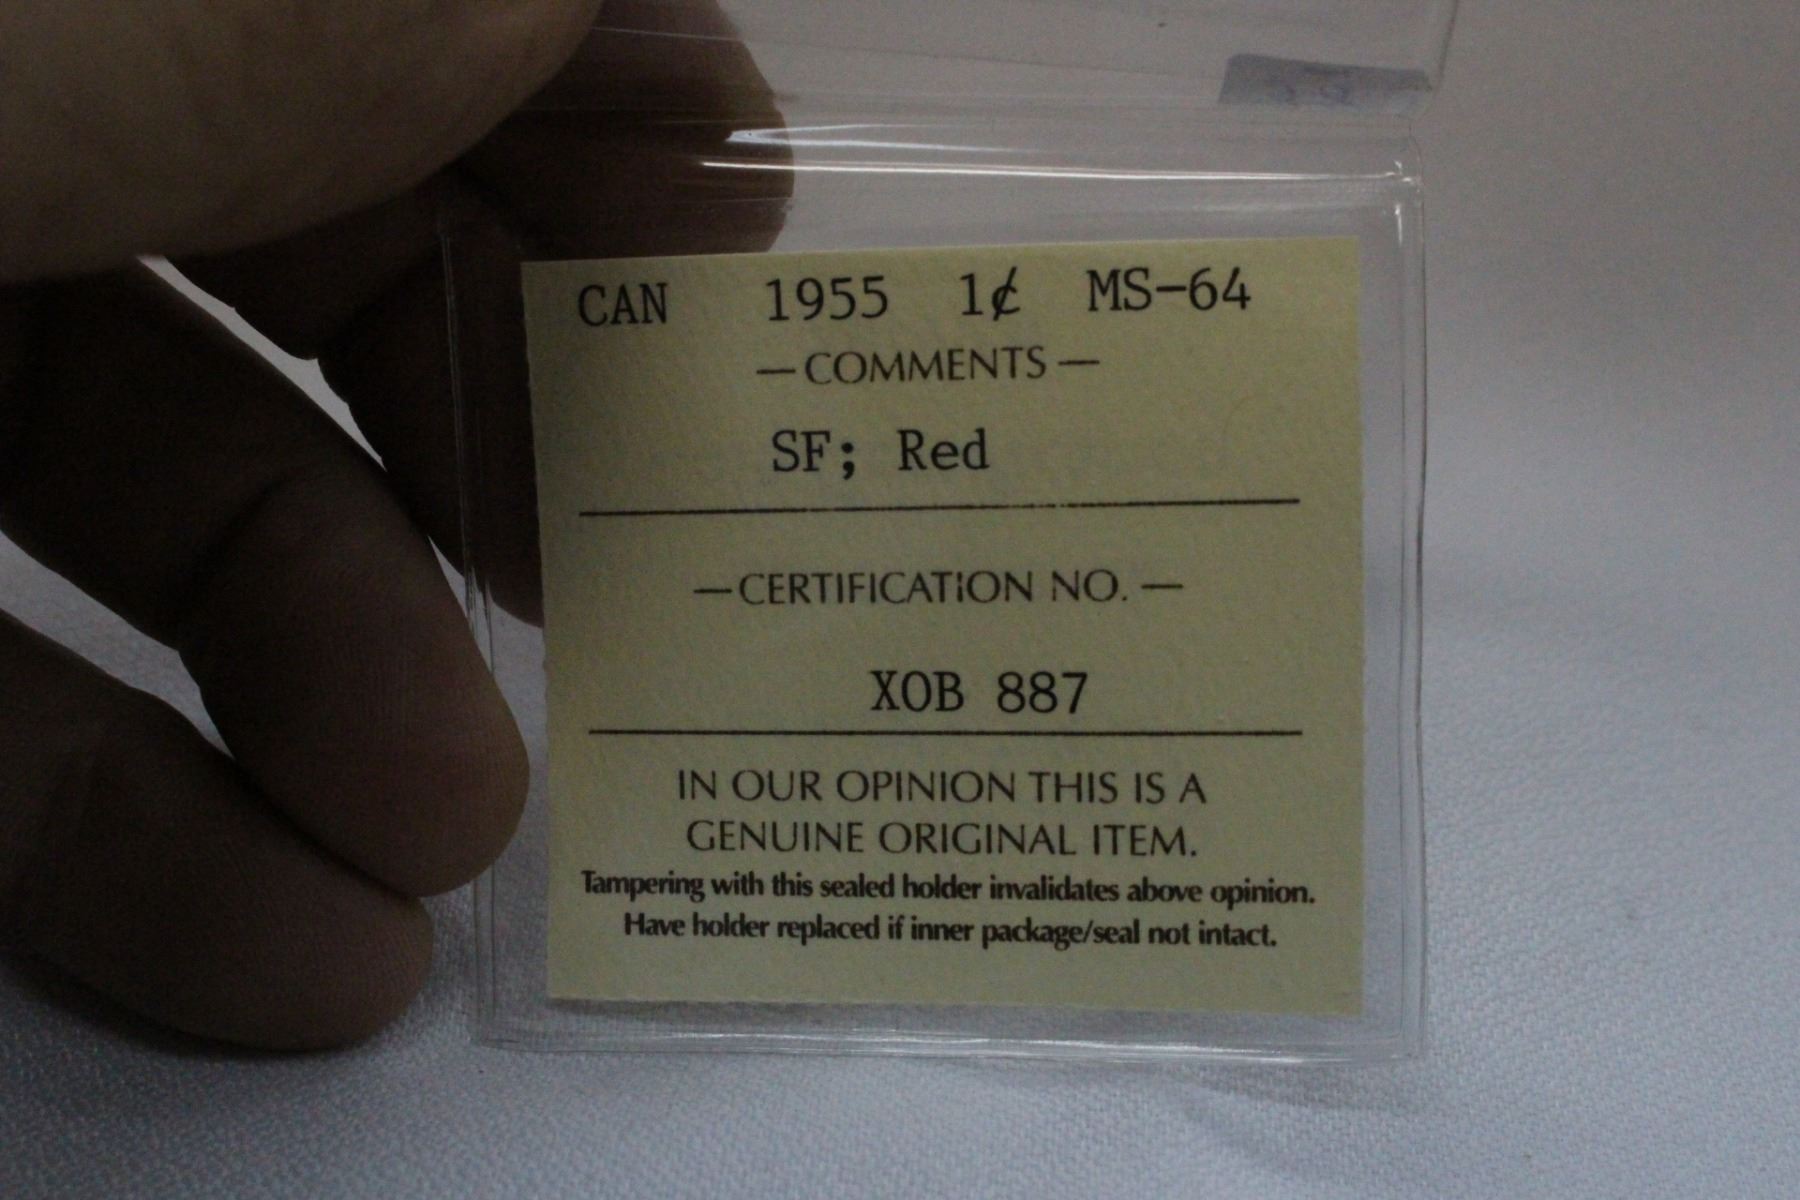 CAN 1955 1¢ MS-64
—COMMENTS—
SF; Red
—CERTIFICATION NO.—
XOB 887
IN OUR OPINION THIS IS A
GENUINE ORIGINAL ITEM.
Tampering with this sealed holder invalidates above opinion.
Have holder replaced if inner package/seal not intact.